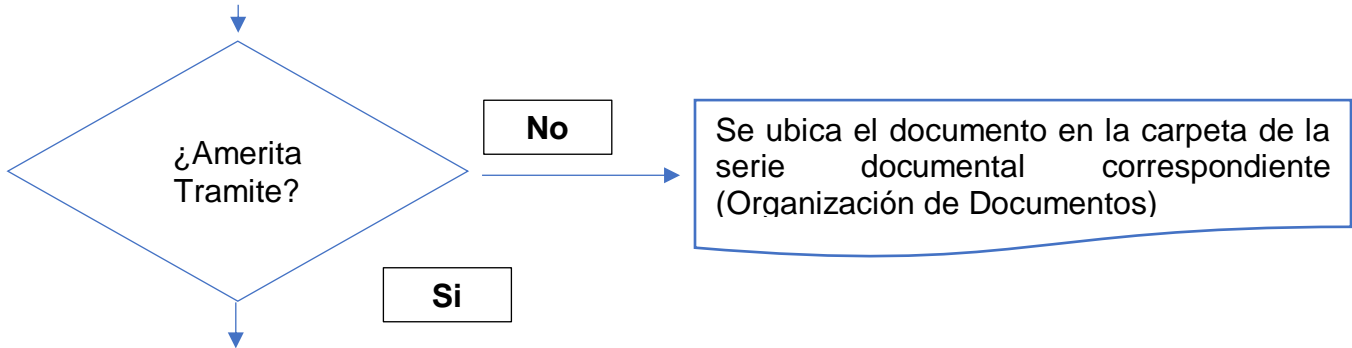 ¿Amerita
Tramite?
No
Se ubica el documento en la carpeta de la
serie documental correspondiente
(Organización de Documentos)
Si